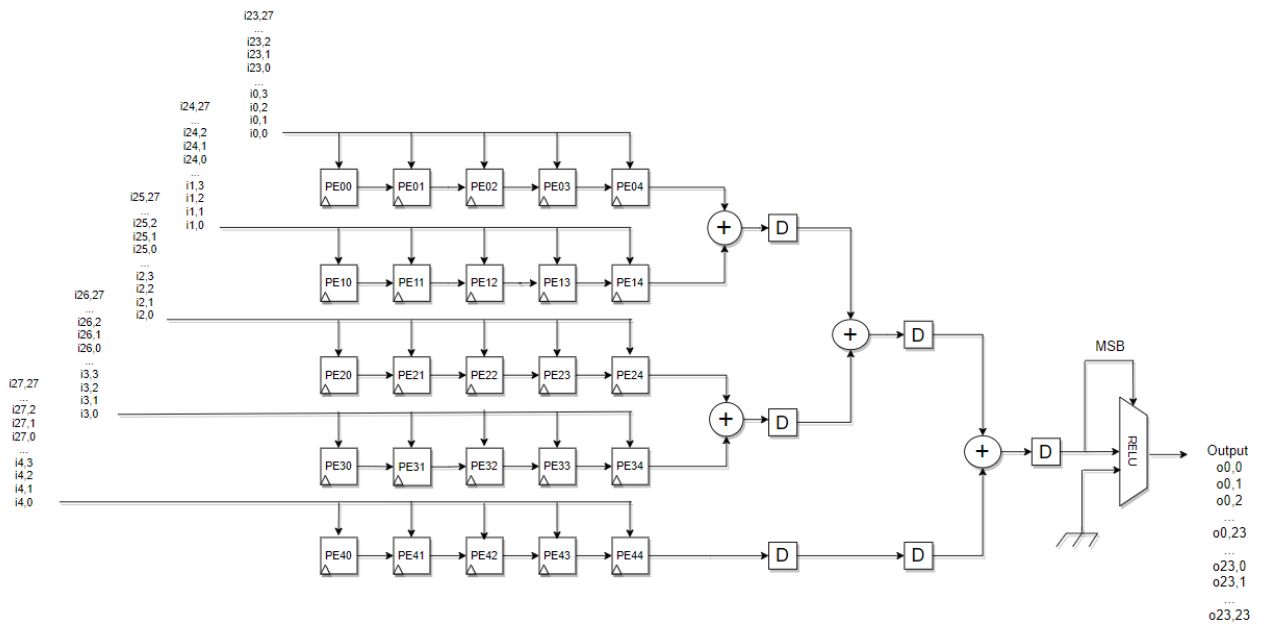 i23,27
...
i23,2
i23,1
i23,0
...
i0,3
i0,2
i0,1
i0,0
i24,27
...
i24,2
i24,1
i24,0
...
i1,3
i1,2
i1,1
i1,0
i25,27
...
i25,2
i25,1
i25,0
...
i2,3
i2,2
i2,1
i2,0
i26,27
...
i26,2
i26,1
i26,0
...
i3,3
i3,2
i3,1
i3,0
i27,27
...
i27,2
i27,1
i27,0
...
i4,3
i4,2
i4,1
i4,0
PE00 PE01 PE02 PE03 PE04
+ D
PE10 PE11 PE12 PE13 PE14
+ D
PE20 PE21 PE22 PE23 PE24
+ D
PE30 PE31 PE32 PE33 PE34
+ D
PE40 PE41 PE42 PE43 PE44
D D
MSB
RELU
Output
o0,0
o0,1
o0,2
...
o0,23
...
o23,0
o23,1
...
o23,23